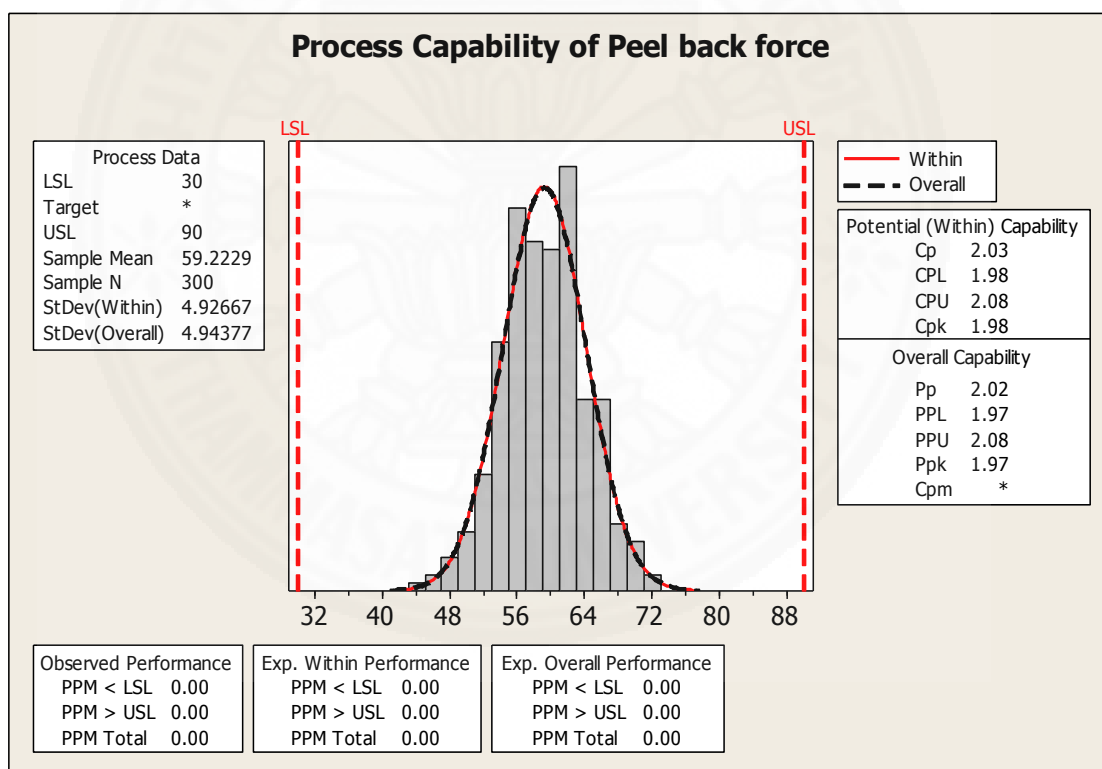 Process Capability of Peel back force
LSL
USL
Process Data
LSL 30
Target *
USL 90
Sample Mean 59.2229
Sample N 300
StDev(Within) 4.92667
StDev(Overall) 4.94377
Within
Overall
Potential (Within) Capability
Cp 2.03
CPL 1.98
CPU 2.08
Cpk 1.98
Overall Capability
Pp 2.02
PPL 1.97
PPU 2.08
Ppk 1.97
Cpm *
32 40 48 56 64 72 80 88
Observed Performance
PPM < LSL 0.00
PPM > USL 0.00
PPM Total 0.00
Exp. Within Performance
PPM < LSL 0.00
PPM > USL 0.00
PPM Total 0.00
Exp. Overall Performance
PPM < LSL 0.00
PPM > USL 0.00
PPM Total 0.00